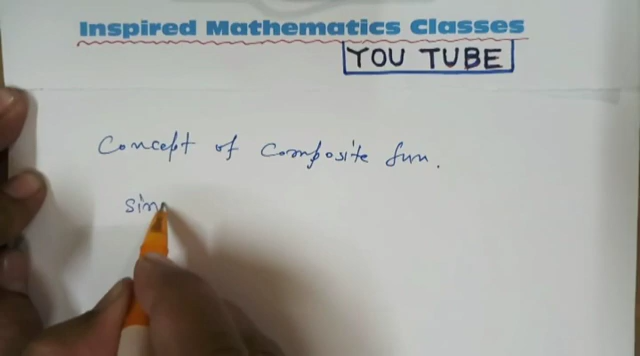 Inspired Mathematics Classes
YOU TUBE
Concept of Composite fun.
sin